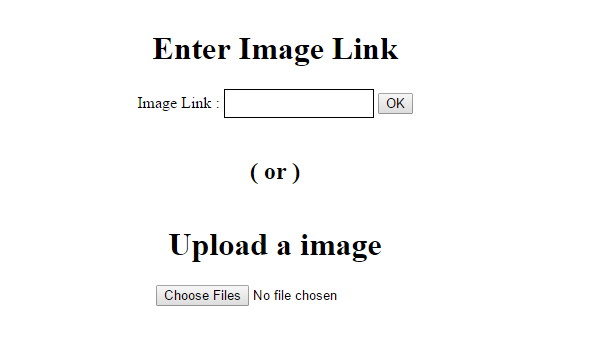 Enter Image Link
Image Link : OK
( or )
Upload a image
Choose Files No file chosen